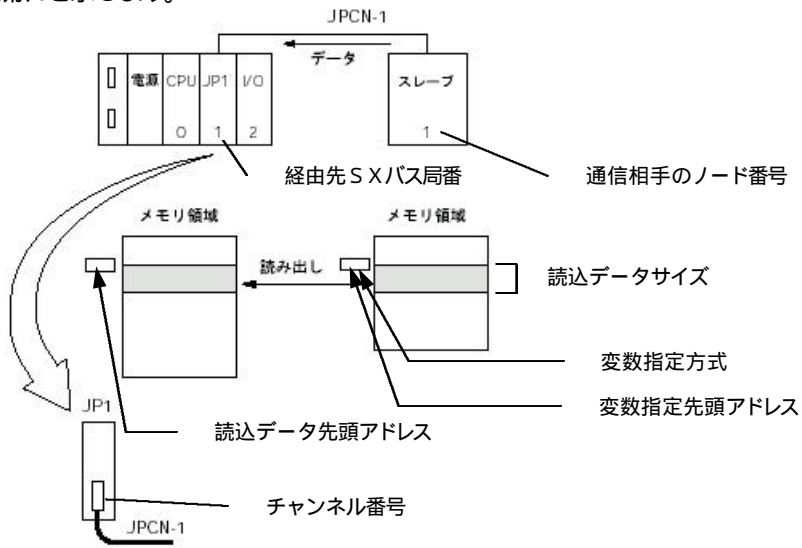 JPCN-1
データ
電源 CPU JP1 I/O スレーブ
0 1 2 1
経由先SXバス局番 通信相手のノード番号
メモリ領域 メモリ領域
読み出し
読込データサイズ
変数指定方式
変数指定先頭アドレス
JP1
読込データ先頭アドレス
チャンネル番号
JPCN-1